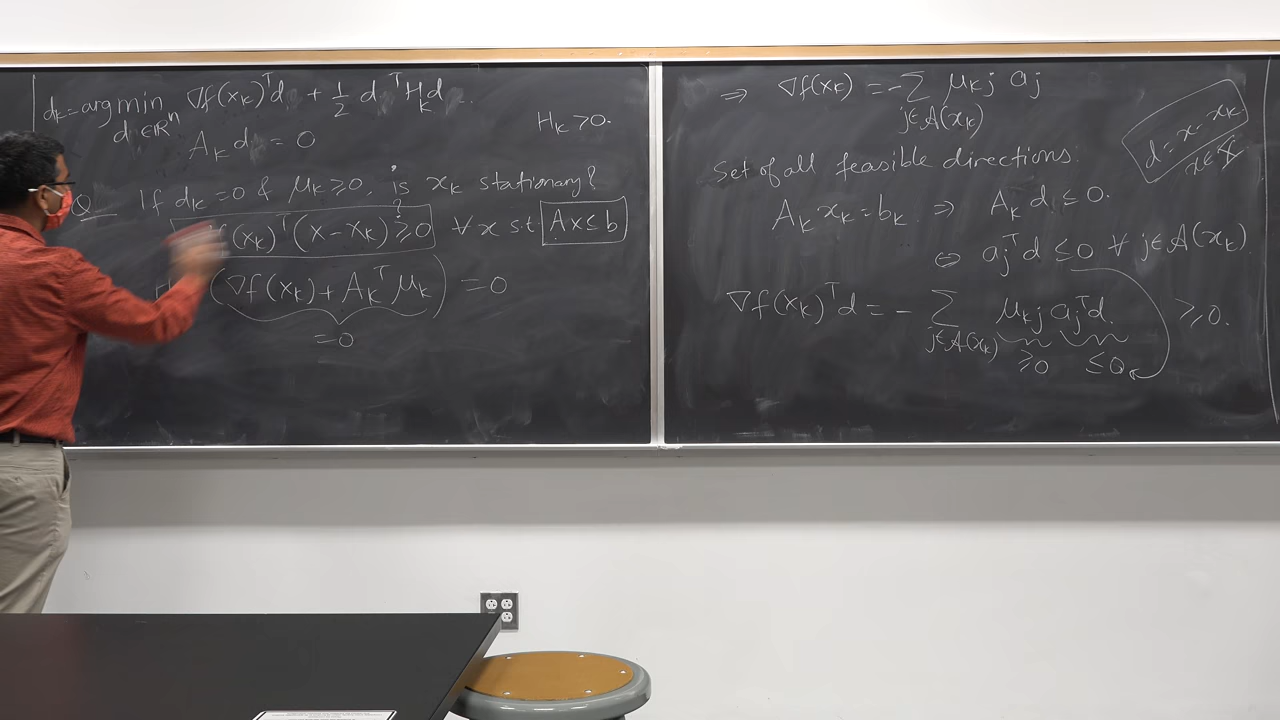 dk = arg min ∇f(xk)ᵀd + ½ dᵀHkd
d ∈ ℝⁿ
Ak d = 0
Hk > 0.
Q If dk = 0 & μk ≥ 0, is xk stationary?
(xk)ᵀ(x − xk) ≥ 0 ∀ x s.t Ax ≤ b
?
(∇f(xk) + Akᵀ μk) = 0
= 0
⇒ ∇f(xk) = − Σ μkj aj
j∈A(xk)
d = x − xk
x ∈ X
Set of all feasible directions.
Ak xk = bk ⇒ Ak d ≤ 0.
⇔ ajᵀd ≤ 0 ∀ j∈A(xk)
∇f(xk)ᵀd = − Σ μkj ajᵀd ≥ 0.
j∈A(xk)
≥0 ≤0